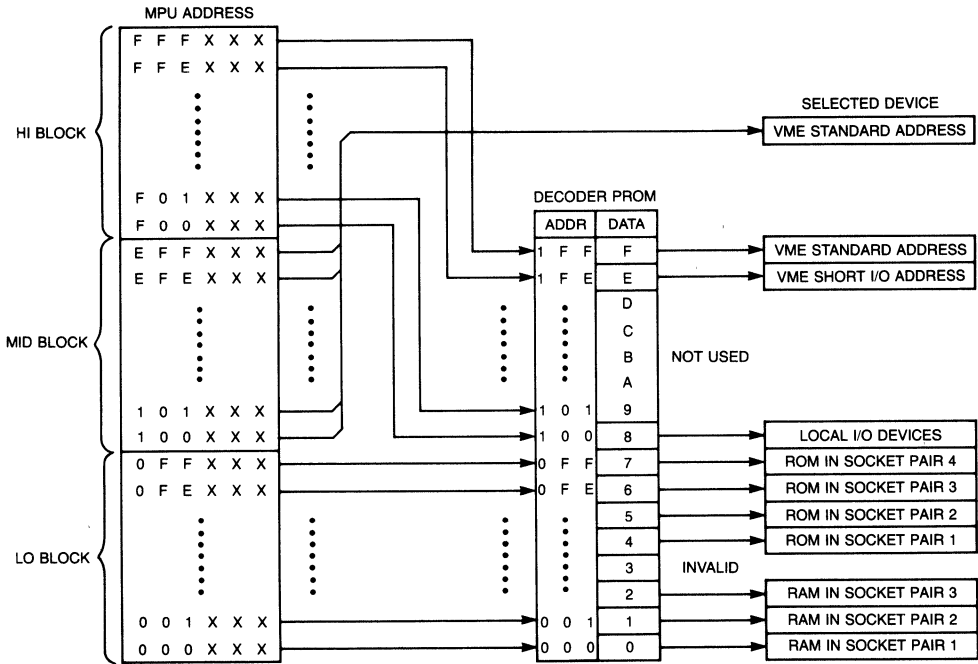 MPU ADDRESS
HI BLOCK
F F F X X X
F F E X X X
F 0 1 X X X
F 0 0 X X X
MID BLOCK
E F F X X X
E F E X X X
1 0 1 X X X
1 0 0 X X X
LO BLOCK
0 F F X X X
0 F E X X X
0 0 1 X X X
0 0 0 X X X
DECODER PROM
ADDR DATA
1 F F F
1 F E E
D
C
B
A
1 0 1 9
1 0 0 8
0 F F 7
0 F E 6
5
4
3
2
0 0 1 1
0 0 0 0
NOT USED
INVALID
SELECTED DEVICE
VME STANDARD ADDRESS
VME STANDARD ADDRESS
VME SHORT I/O ADDRESS
LOCAL I/O DEVICES
ROM IN SOCKET PAIR 4
ROM IN SOCKET PAIR 3
ROM IN SOCKET PAIR 2
ROM IN SOCKET PAIR 1
RAM IN SOCKET PAIR 3
RAM IN SOCKET PAIR 2
RAM IN SOCKET PAIR 1